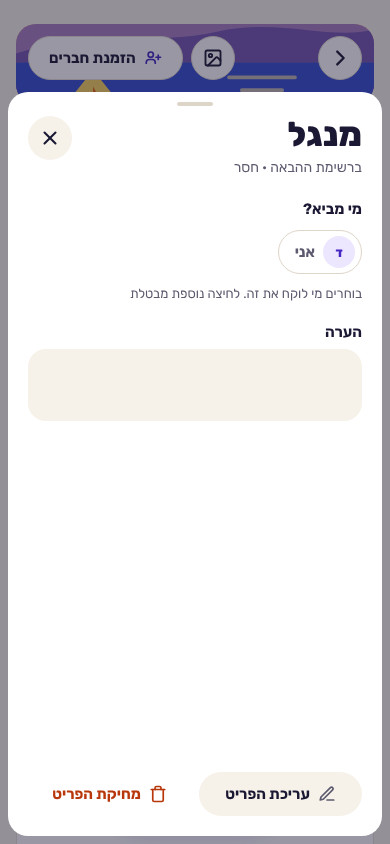 הזמנת חברים
מנגל
ברשימת ההבאה • חסר
מי מביא?
ד אני
בוחרים מי לוקח את זה. לחיצה נוספת מבטלת
הערה
עריכת הפריט
מחיקת הפריט